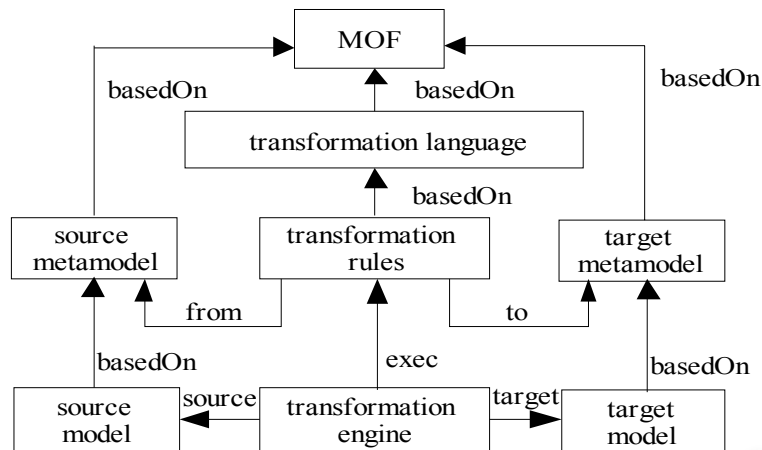 MOF
basedOn
basedOn
basedOn
transformation language
basedOn
source
metamodel
transformation
rules
target
metamodel
from
to
basedOn
exec
basedOn
source
model
source
transformation
engine
target
target
model